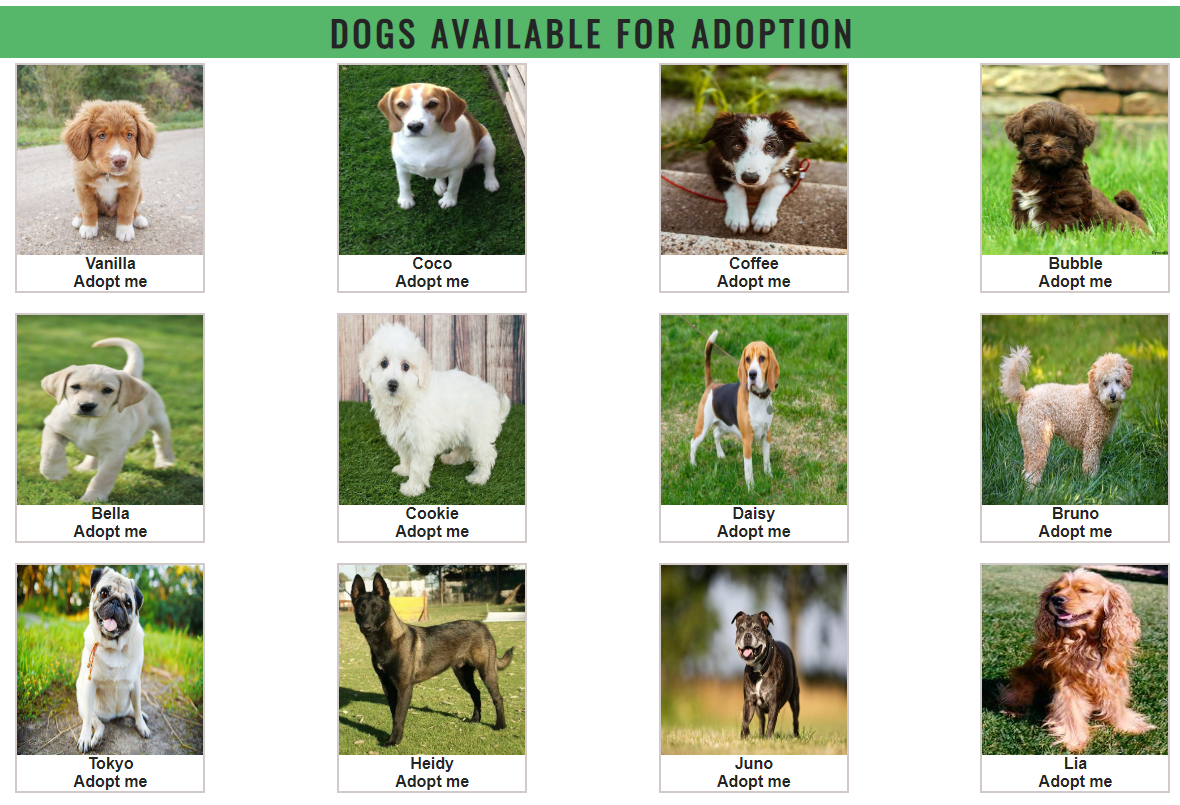 DOGS AVAILABLE FOR ADOPTION
Vanilla
Adopt me
Coco
Adopt me
Coffee
Adopt me
Bubble
Adopt me
Bella
Adopt me
Cookie
Adopt me
Daisy
Adopt me
Bruno
Adopt me
Tokyo
Adopt me
Heidy
Adopt me
Juno
Adopt me
Lia
Adopt me